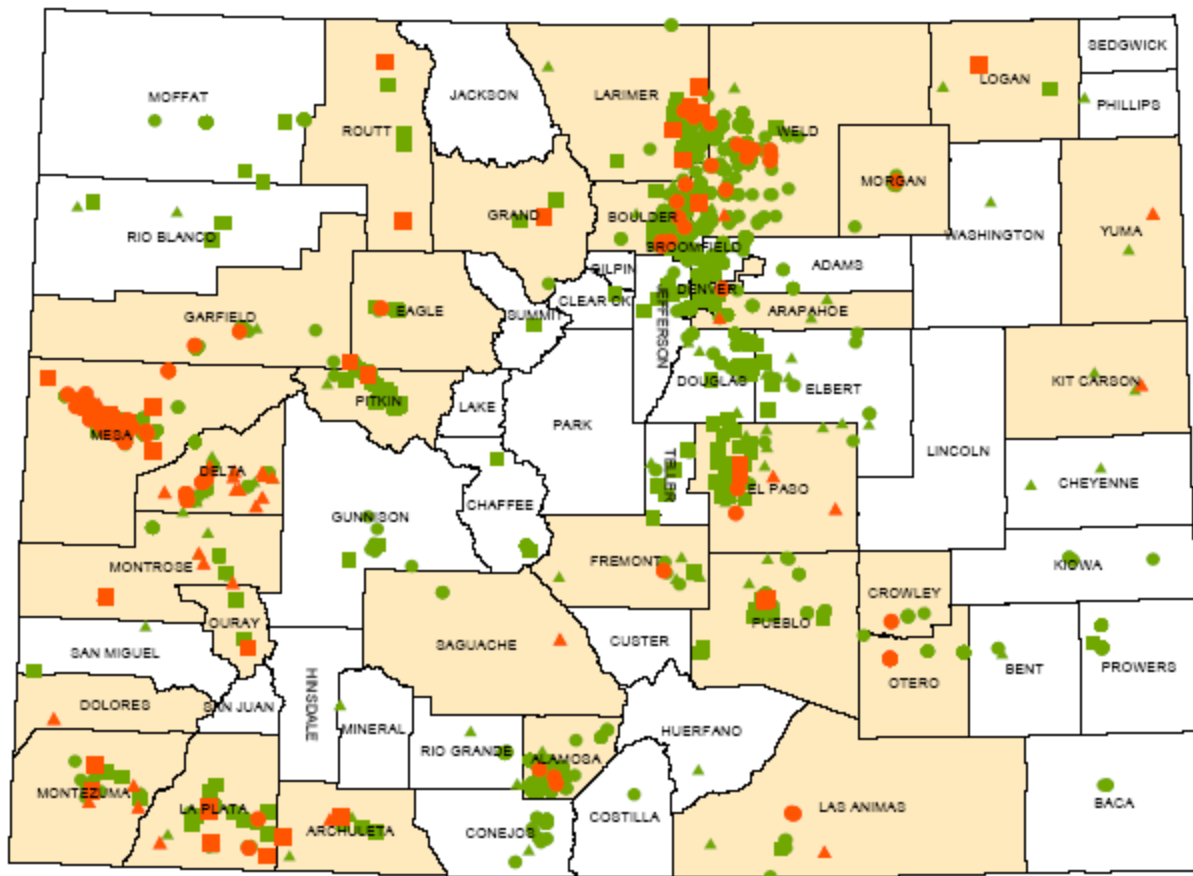 SEDGWICK
LOGAN
JACKSON
LARIMER
MOFFAT
PHILLIPS
ROUTT
WELD
MORGAN
GRAND
BOULDER
WASHINGTON
YUMA
RIO BLANCO
BROOMFIELD
GILPIN
ADAMS
DENVER
CLEAR CK
EAGLE
ARAPAHOE
GARFIELD
SUMMIT
JEFFERSON
DOUGLAS
ELBERT
KIT CARSON
PITKIN
LAKE
PARK
MESA
LINCOLN
DELTA
TELLER
EL PASO
CHEYENNE
CHAFFEE
GUNNISON
FREMONT
KIOWA
MONTROSE
CROWLEY
OURAY
PUEBLO
CUSTER
SAGUACHE
SAN MIGUEL
BENT
PROWERS
OTERO
HINSDALE
DOLORES
SAN JUAN
MINERAL
HUERFANO
RIO GRANDE
ALAMOSA
MONTEZUMA
LA PLATA
LAS ANIMAS
BACA
COSTILLA
ARCHULETA
CONEJOS